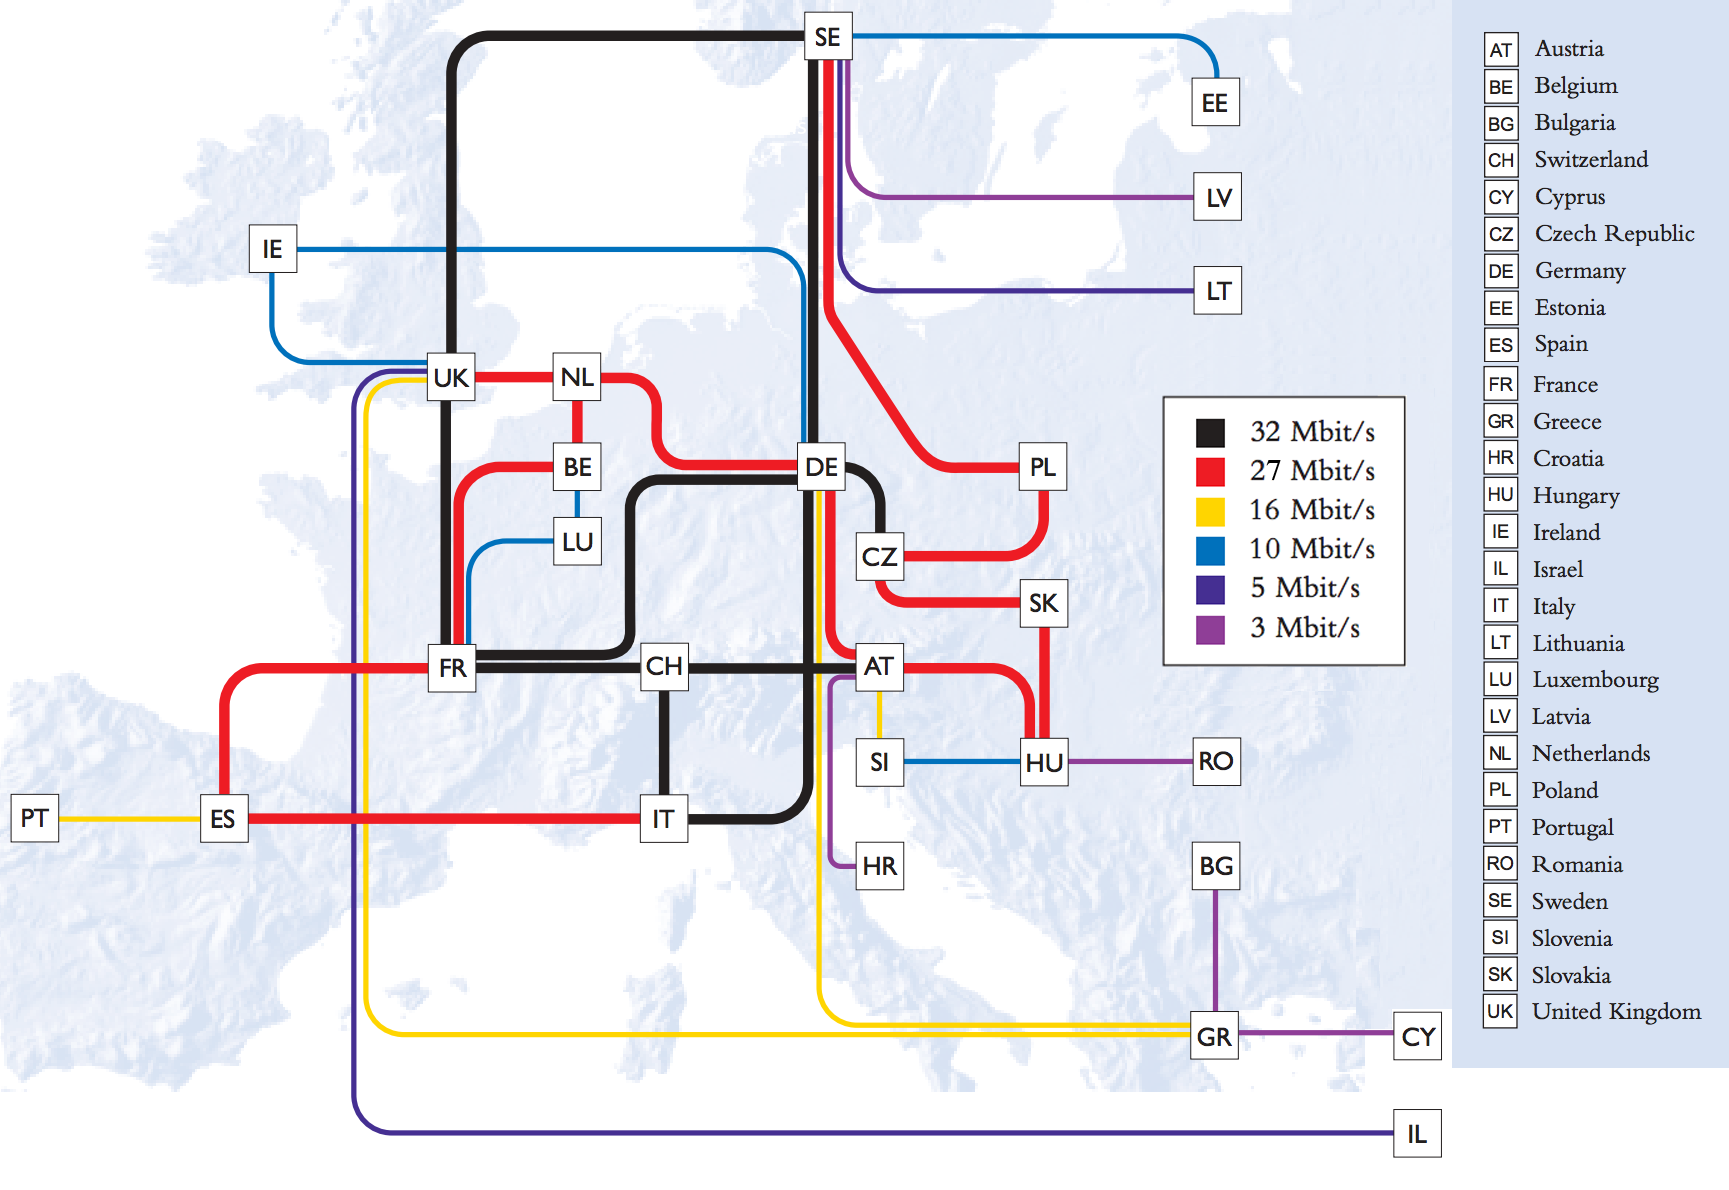 SE
EE
LV
IE
LT
UK
NL
BE
DE
PL
LU
CZ
SK
FR
CH
AT
SI
HU
RO
PT
ES
IT
HR
BG
GR
CY
IL
32 Mbit/s
27 Mbit/s
16 Mbit/s
10 Mbit/s
5 Mbit/s
3 Mbit/s
AT Austria
BE Belgium
BG Bulgaria
CH Switzerland
CY Cyprus
CZ Czech Republic
DE Germany
EE Estonia
ES Spain
FR France
GR Greece
HR Croatia
HU Hungary
IE Ireland
IL Israel
IT Italy
LT Lithuania
LU Luxembourg
LV Latvia
NL Netherlands
PL Poland
PT Portugal
RO Romania
SE Sweden
SI Slovenia
SK Slovakia
UK United Kingdom